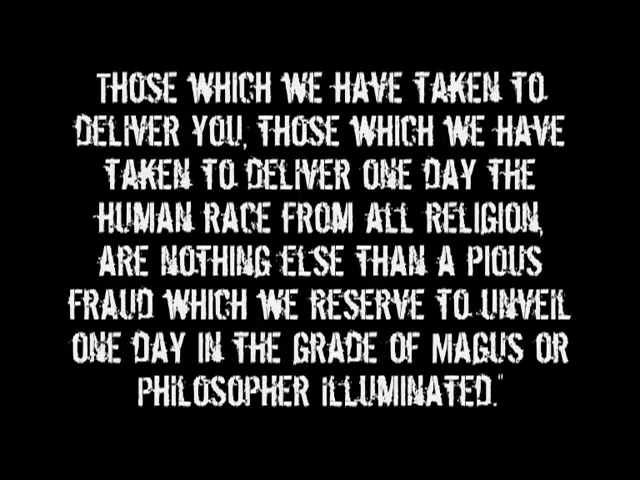 THOSE WHICH WE HAVE TAKEN TO
DELIVER YOU, THOSE WHICH WE HAVE
TAKEN TO DELIVER ONE DAY THE
HUMAN RACE FROM ALL RELIGION,
ARE NOTHING ELSE THAN A PIOUS
FRAUD WHICH WE RESERVE TO UNVEIL
ONE DAY IN THE GRADE OF MAGUS OR
PHILOSOPHER ILLUMINATED."